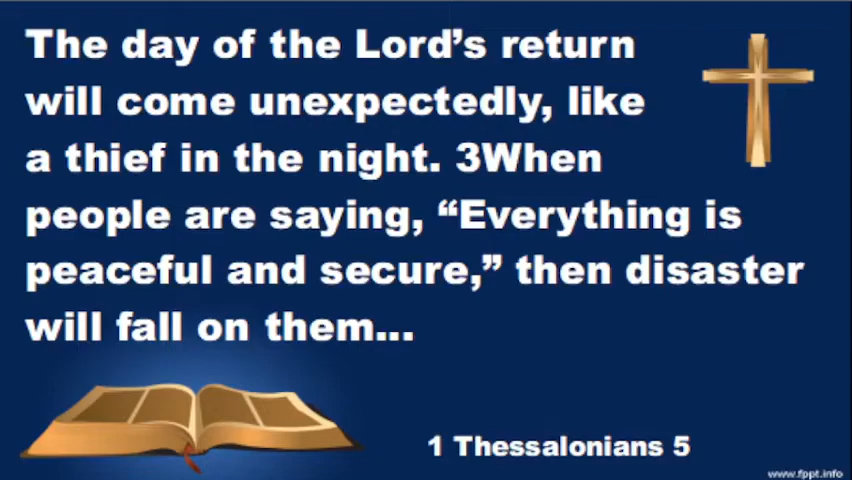 The day of the Lord’s return
will come unexpectedly, like
a thief in the night. 3When
people are saying, “Everything is
peaceful and secure,” then disaster
will fall on them...
1 Thessalonians 5
www.fppt.info